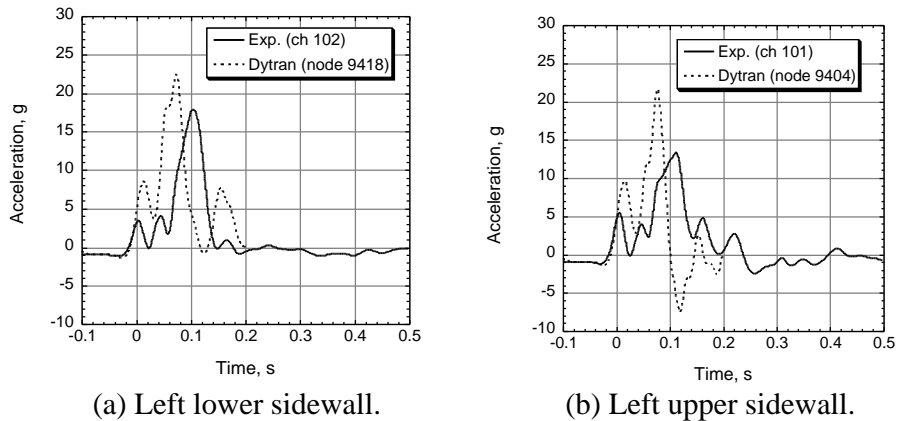 30
25
20
15
10
5
0
-5
-10
-0.1 0 0.1 0.2 0.3 0.4 0.5
Acceleration, g
Time, s
Exp. (ch 102)
Dytran (node 9418)
(a) Left lower sidewall.
30
25
20
15
10
5
0
-5
-10
-0.1 0 0.1 0.2 0.3 0.4 0.5
Acceleration, g
Time, s
Exp. (ch 101)
Dytran (node 9404)
(b) Left upper sidewall.